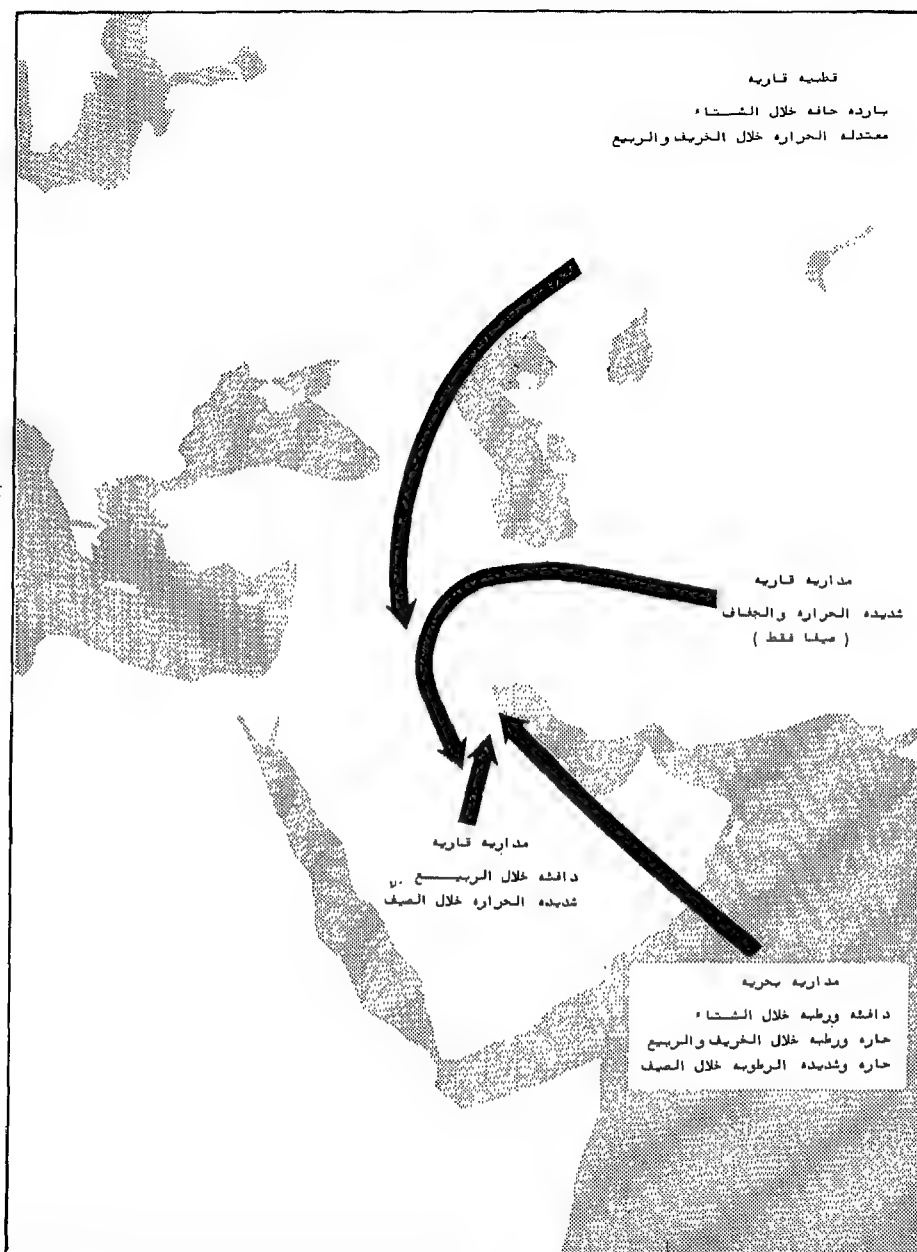 قطبيه قاريه
بارده جافه خلال الشتاء
معتدله الحراره خلال الخريف والربيع
مداريه قاريه
شديده الحراره والجفاف
( صيفا فقط )
مداريه قاريه
دافئه خلال الربيع
شديده الحراره خلال الصيف
مداريه بحريه
دافئه ورطبه خلال الشتاء
حاره ورطبه خلال الخريف والربيع
حاره وشديده الرطوبه خلال الصيف